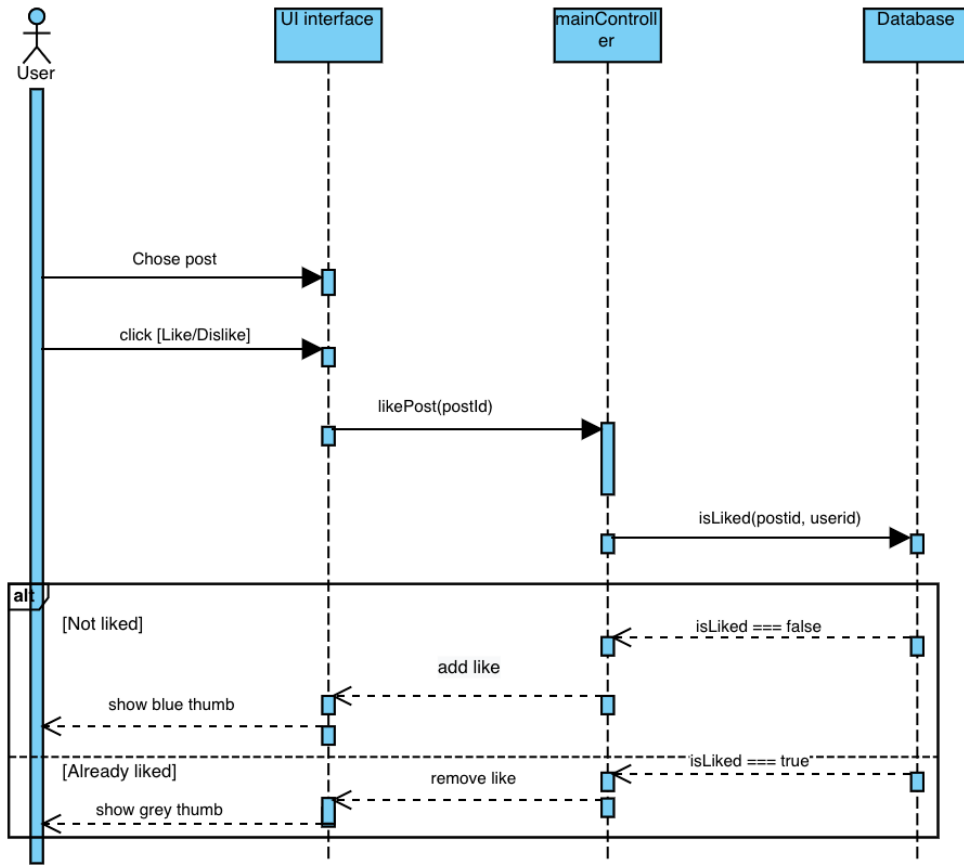 User
UI interface
mainControll
er
Database
Chose post
click [Like/Dislike]
likePost(postId)
isLiked(postid, userid)
alt
[Not liked]
isLiked === false
add like
show blue thumb
[Already liked]
isLiked === true
remove like
show grey thumb